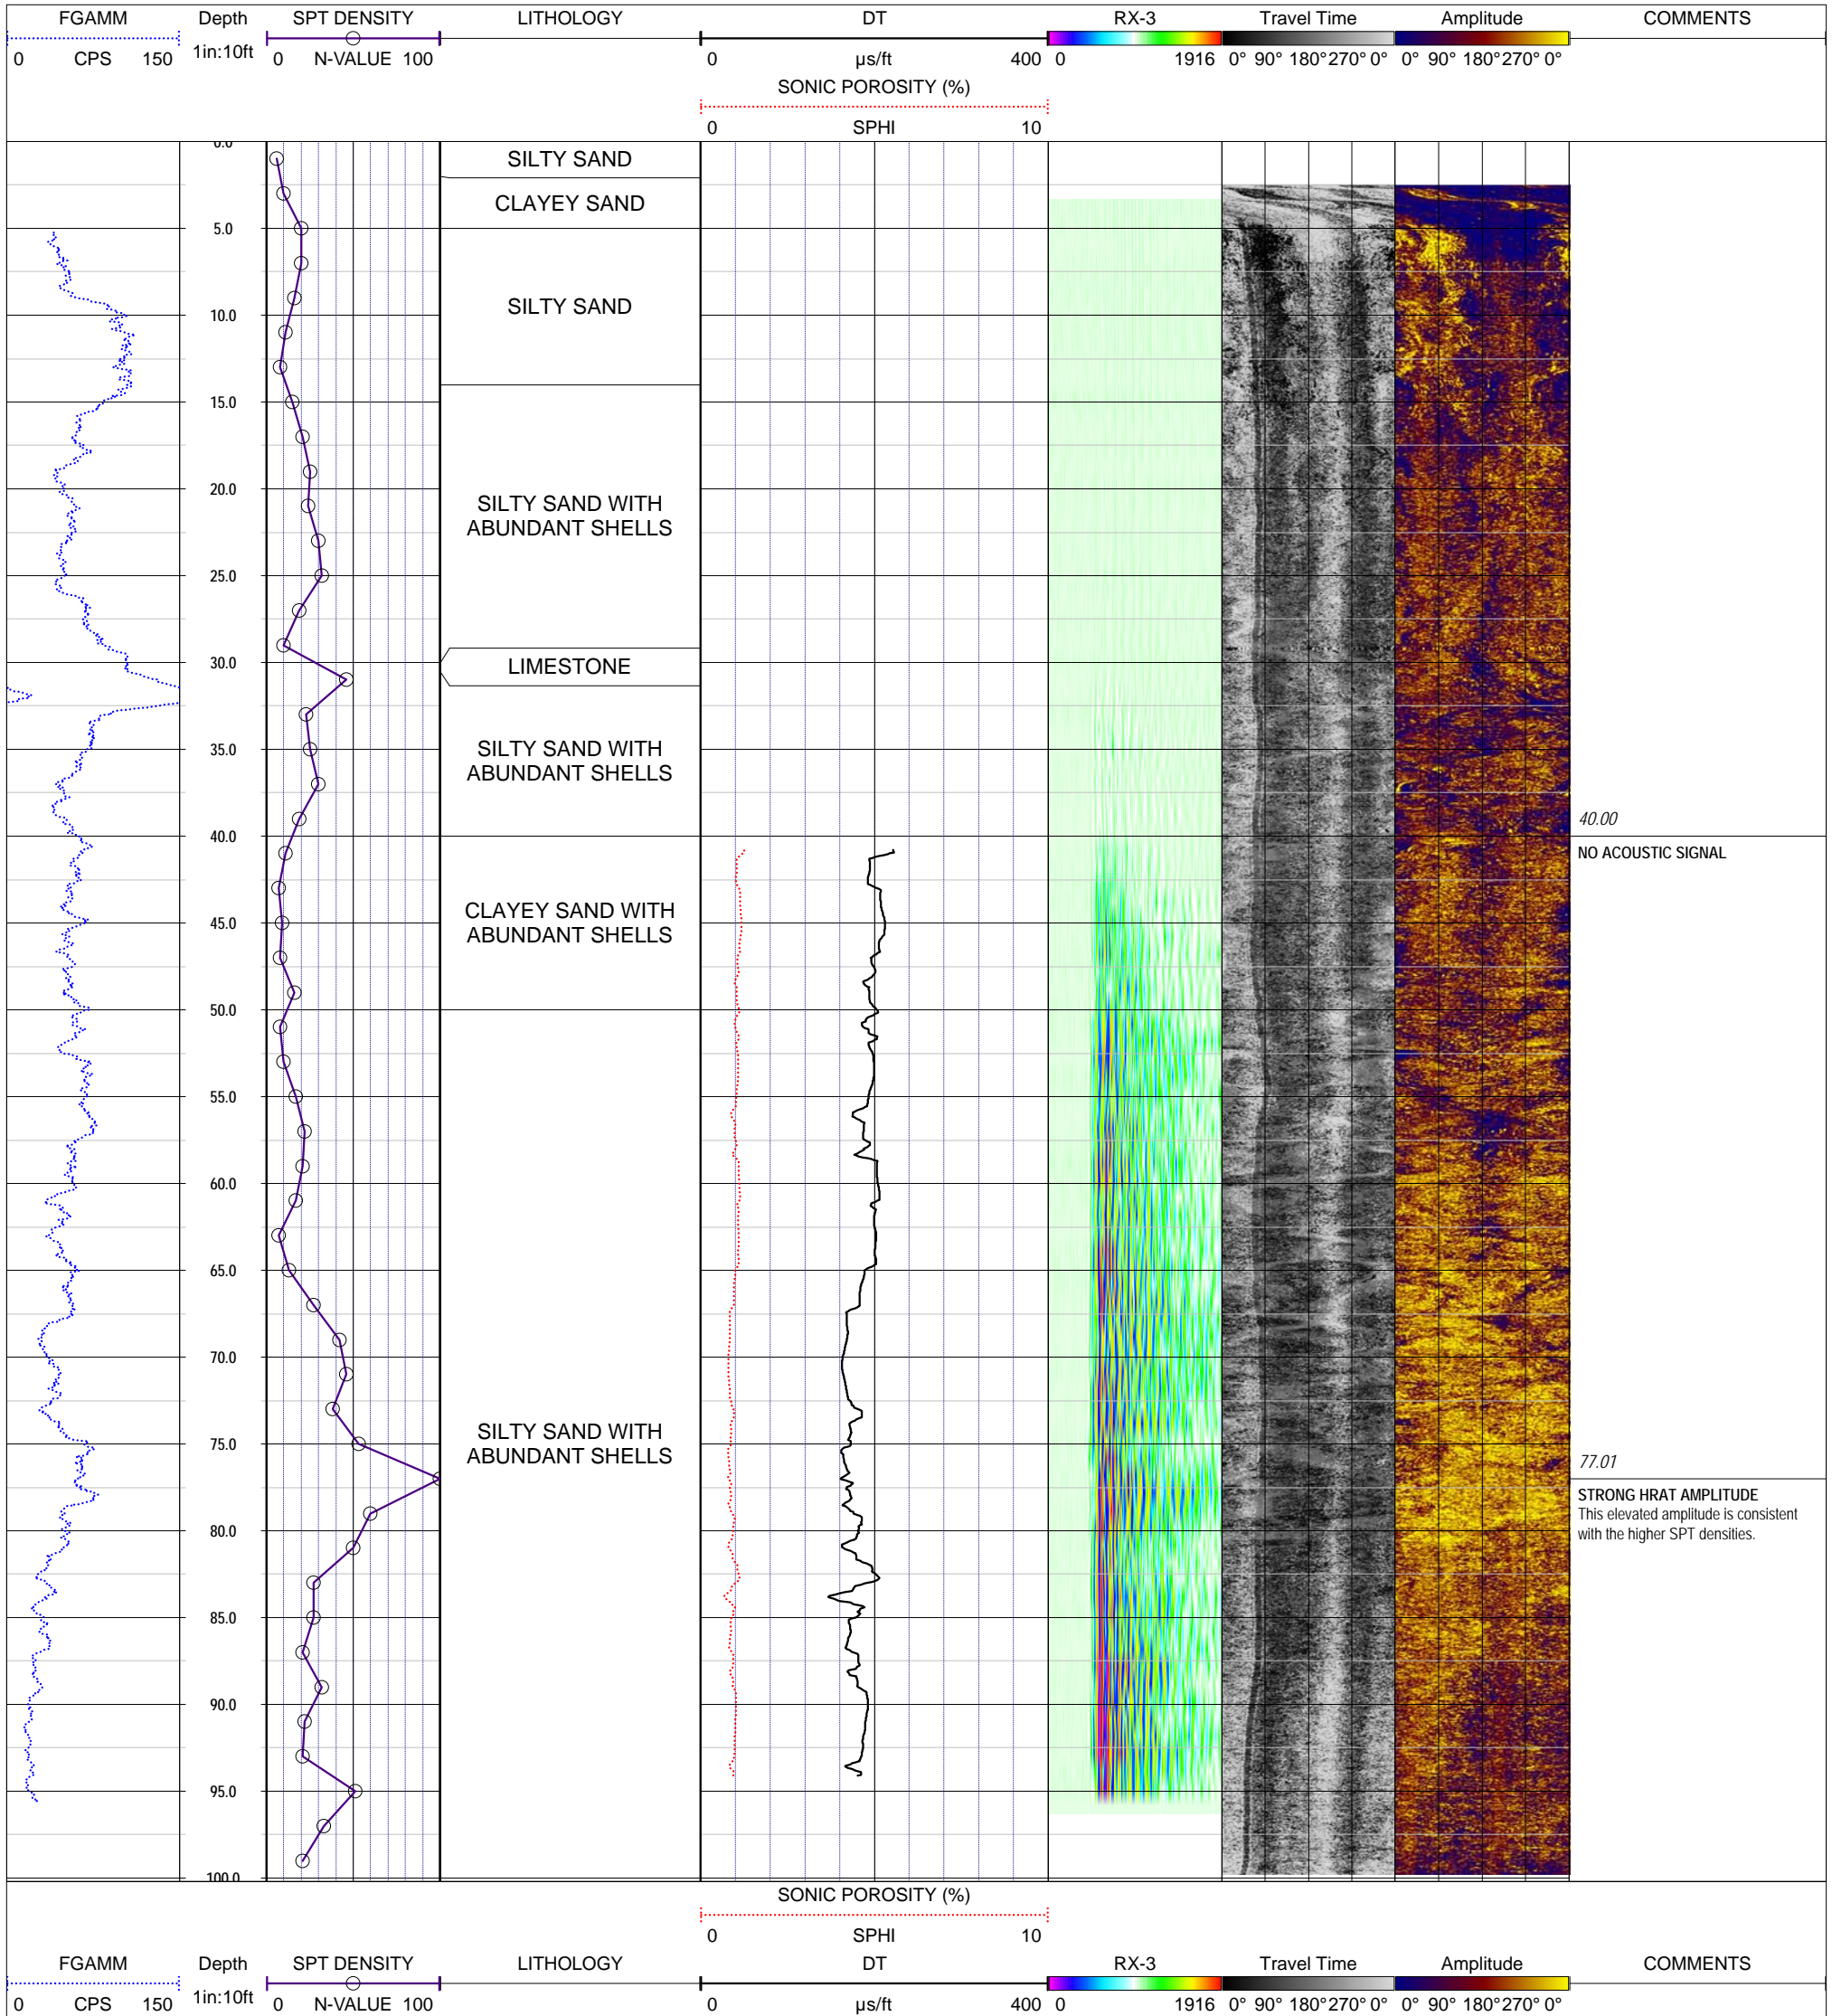 FGAMM Depth SPT DENSITY LITHOLOGY DT RX-3 Travel Time Amplitude COMMENTS
0 CPS 150 1in:10ft 0 N-VALUE 100 0 µs/ft 400 0 1916 0° 90° 180° 270° 0° 0° 90° 180° 270° 0°
SONIC POROSITY (%)
0 SPHI 10
0.0
SILTY SAND
CLAYEY SAND
5.0
SILTY SAND
10.0
15.0
20.0
SILTY SAND WITH
ABUNDANT SHELLS
25.0
30.0
LIMESTONE
35.0
SILTY SAND WITH
ABUNDANT SHELLS
40.00
40.0
NO ACOUSTIC SIGNAL
CLAYEY SAND WITH
ABUNDANT SHELLS
45.0
50.0
55.0
60.0
65.0
70.0
SILTY SAND WITH
75.0
ABUNDANT SHELLS
77.01
STRONG HRAT AMPLITUDE
This elevated amplitude is consistent
with the higher SPT densities.
80.0
85.0
90.0
95.0
100.0
SONIC POROSITY (%)
0 SPHI 10
FGAMM Depth SPT DENSITY LITHOLOGY DT RX-3 Travel Time Amplitude COMMENTS
0 CPS 150 1in:10ft 0 N-VALUE 100 0 µs/ft 400 0 1916 0° 90° 180° 270° 0° 0° 90° 180° 270° 0°